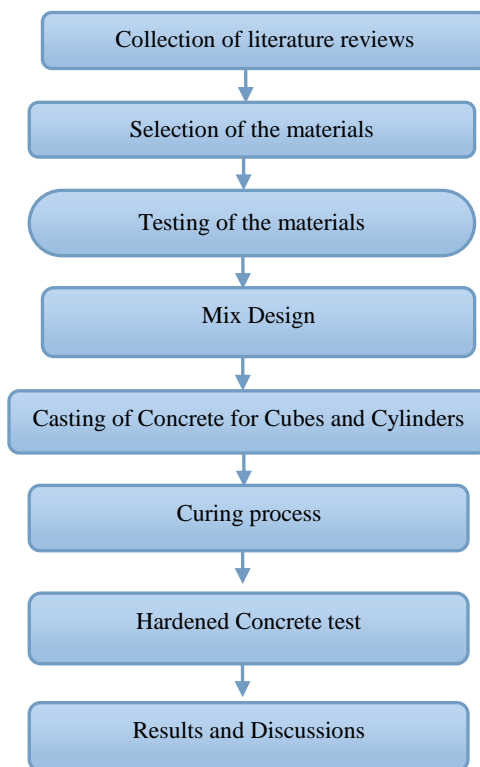 Collection of literature reviews
Selection of the materials
Testing of the materials
Mix Design
Casting of Concrete for Cubes and Cylinders
Curing process
Hardened Concrete test
Results and Discussions